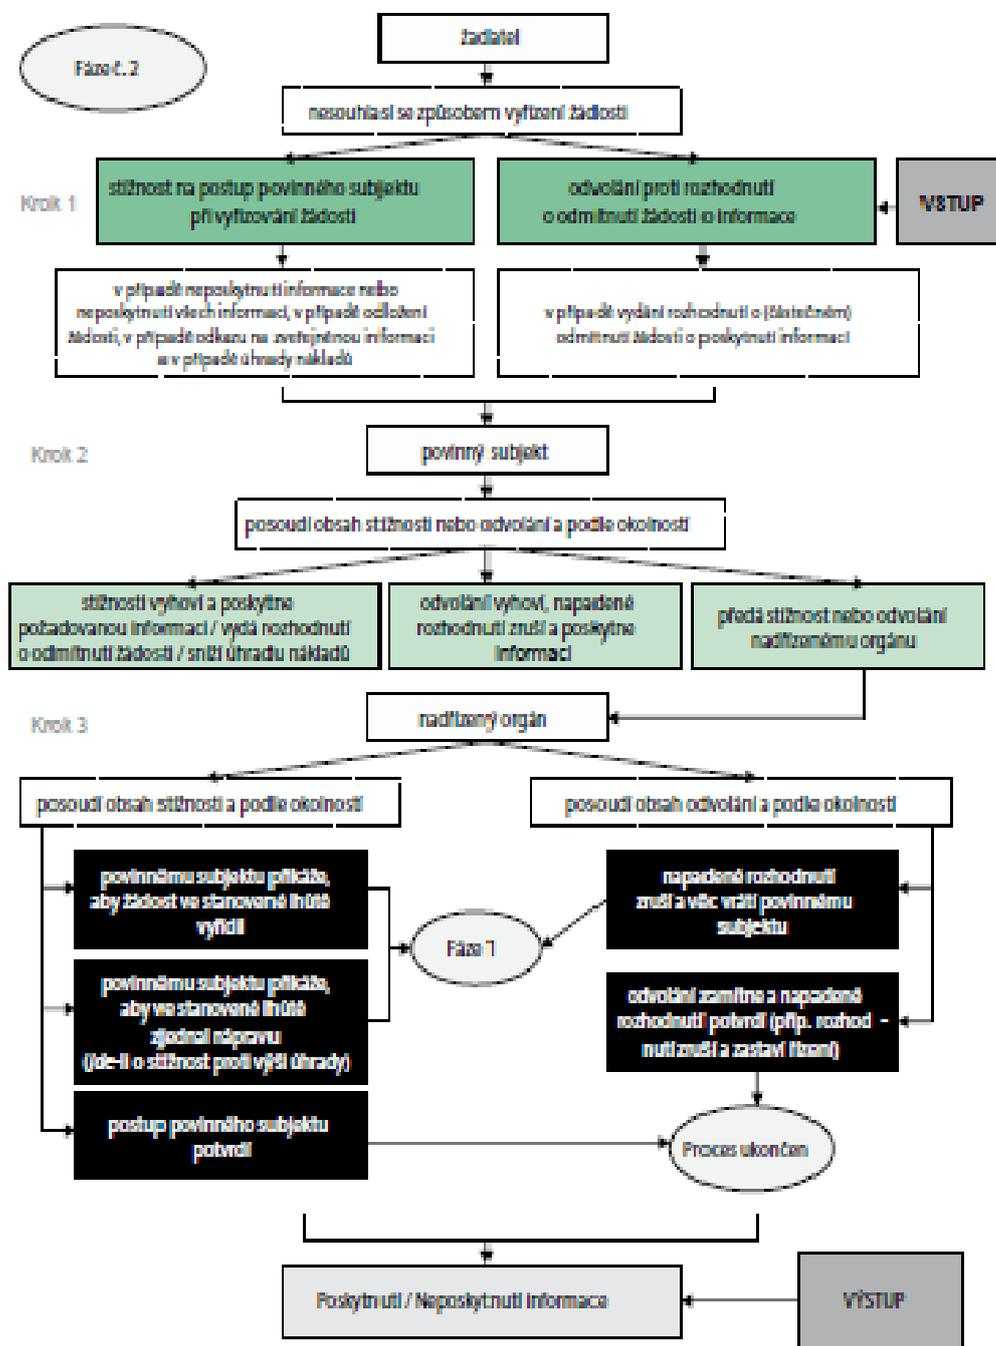 žadatel
Fáze č. 2
nesouhlasí se způsobem vyřízení žádosti
Krok 1
stížnost na postup povinného subjektu
při vyřizování žádosti
odvolání proti rozhodnutí
o odmítnutí žádosti o informace
VSTUP
v případě neposkytnutí informace nebo
neposkytnutí všech informací, v případě odložení
žádosti, v případě odkazu na zveřejněnou informaci
a v případě úhrady nákladů
v případě vydání rozhodnutí o (částečném)
odmítnutí žádosti o poskytnutí informací
Krok 2
povinný subjekt
posoudí obsah stížnosti nebo odvolání a podle okolností
stížnosti vyhoví a poskytne
požadovanou informaci / vydá rozhodnutí
o odmítnutí žádosti / sníží úhradu nákladů
odvolání vyhoví, napadené
rozhodnutí zruší a poskytne
informaci
předá stížnost nebo odvolání
nadřízenému orgánu
Krok 3
nadřízený orgán
posoudí obsah stížnosti a podle okolností
posoudí obsah odvolání a podle okolností
povinnému subjektu přikáže,
aby žádost ve stanovené lhůtě
vyřídil
napadené rozhodnutí
zruší a věc vrátí povinnému
subjektu
Fáze 1
povinnému subjektu přikáže,
aby ve stanovené lhůtě
zjednal nápravu
(jde-li o stížnost proti výši úhrady)
odvolání zamítne a napadené
rozhodnutí potvrdí (příp. rozhod -
nutí zruší a zastaví řízení)
postup povinného subjektu
potvrdí
Proces ukončen
Poskytnutí / Neposkytnutí informace
VÝSTUP